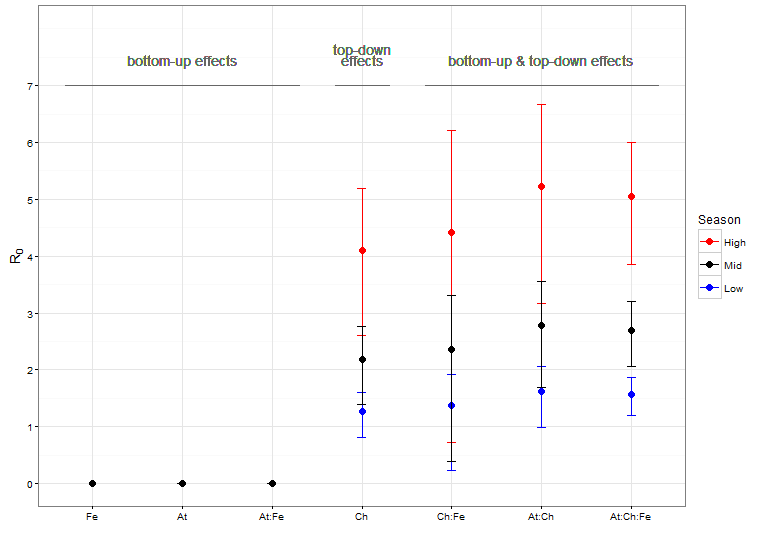 top-down
bottom-up effects effects bottom-up & top-down effects
7
6
5
4
3
2
1
0
R0
Fe At At:Fe Ch Ch:Fe At:Ch At:Ch:Fe
Season
High
Mid
Low